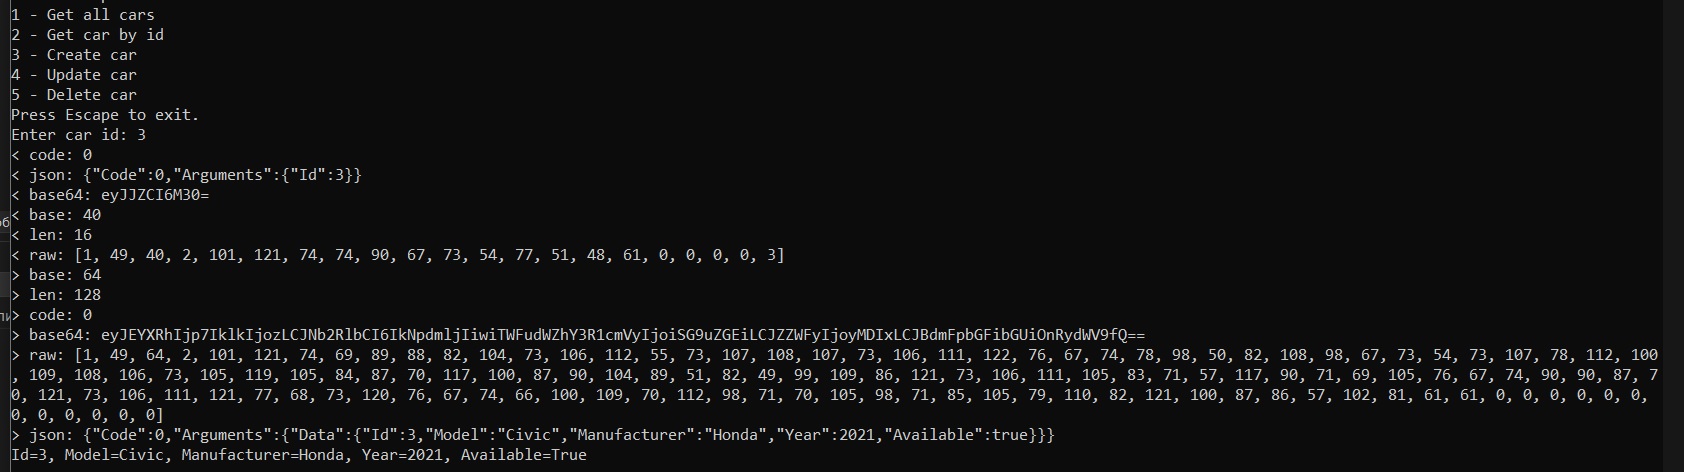 1 - Get all cars
2 - Get car by id
3 - Create car
4 - Update car
5 - Delete car
Press Escape to exit.
Enter car id: 3
< code: 0
< json: {"Code":0,"Arguments":{"Id":3}}
< base64: eyJJZCI6M30=
< base: 40
< len: 16
< raw: [1, 49, 40, 2, 101, 121, 74, 74, 90, 67, 73, 54, 77, 51, 48, 61, 0, 0, 0, 0, 3]
> base: 64
> len: 128
> code: 0
> base64: eyJEYXRhIjp7IklkIjozLCJNb2RlbCI6IkNpdmljIiwiTWFudWZhY3R1cmVyIjoiSG9uZGEiLCJZZWFyIjoyMDIxLCJBdmFpbGFibGUiOnRydWV9fQ==
> raw: [1, 49, 64, 2, 101, 121, 74, 69, 89, 88, 82, 104, 73, 106, 112, 55, 73, 107, 108, 107, 73, 106, 111, 122, 76, 67, 74, 78, 98, 50, 82, 108, 98, 67, 73, 54, 73, 107, 78, 112, 100
, 109, 108, 106, 73, 105, 119, 105, 84, 87, 70, 117, 100, 87, 90, 104, 89, 51, 82, 49, 99, 109, 86, 121, 73, 106, 111, 105, 83, 71, 57, 117, 90, 71, 69, 105, 76, 67, 74, 90, 90, 87, 7
0, 121, 73, 106, 111, 121, 77, 68, 73, 120, 76, 67, 74, 66, 100, 109, 70, 112, 98, 71, 70, 105, 98, 71, 85, 105, 79, 110, 82, 121, 100, 87, 86, 57, 102, 81, 61, 61, 0, 0, 0, 0, 0, 0,
0, 0, 0, 0, 0, 0]
> json: {"Code":0,"Arguments":{"Data":{"Id":3,"Model":"Civic","Manufacturer":"Honda","Year":2021,"Available":true}}}
Id=3, Model=Civic, Manufacturer=Honda, Year=2021, Available=True